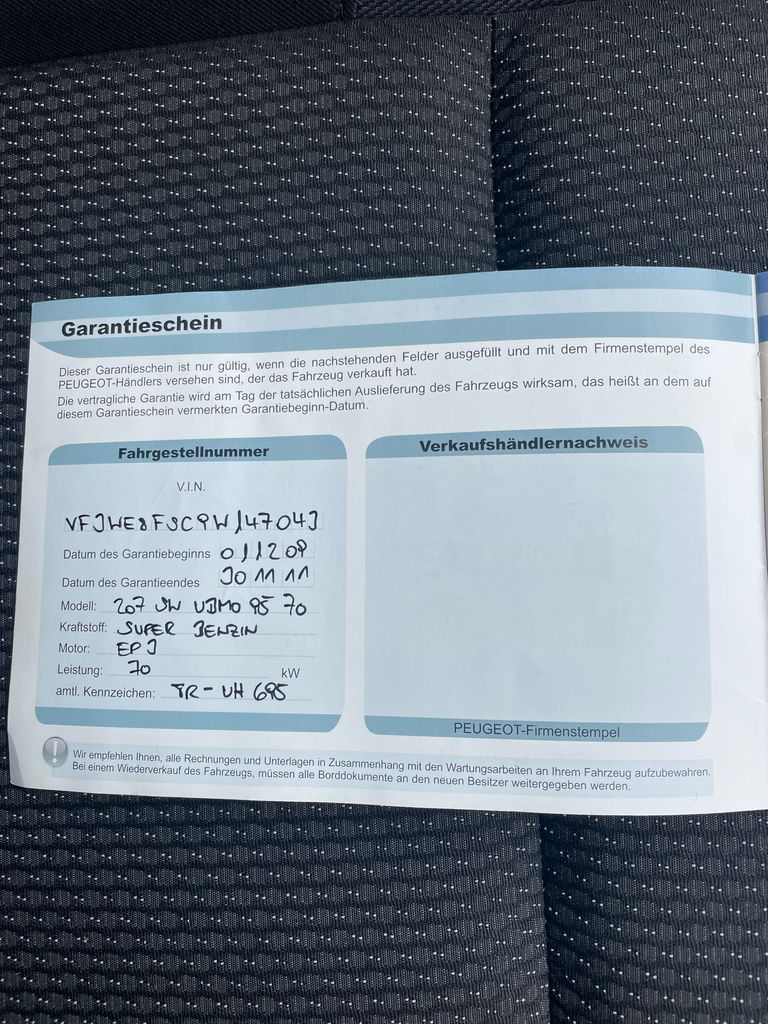 Garantieschein
Dieser Garantieschein ist nur gültig, wenn die nachstehenden Felder ausgefüllt und mit dem Firmenstempel des
PEUGEOT-Händlers versehen sind, der das Fahrzeug verkauft hat.
Die vertragliche Garantie wird am Tag der tatsächlichen Auslieferung des Fahrzeugs wirksam, das heißt an dem auf
diesem Garantieschein vermerkten Garantiebeginn-Datum.
Fahrgestellnummer
V.I.N.
Datum des Garantiebeginns 01 12 09
Datum des Garantieendes 30 11 11
Modell: 207 SW 95 70
Kraftstoff: SUPER BENZIN
Motor: EP3
Leistung: 70 kW
amtl. Kennzeichen: TR-UH 695
Verkaufshändlernachweis
PEUGEOT-Firmenstempel
Wir empfehlen Ihnen, alle Rechnungen und Unterlagen in Zusammenhang mit den Wartungsarbeiten an Ihrem Fahrzeug aufzubewahren.
Bei einem Wiederverkauf des Fahrzeugs, müssen alle Borddokumente an den neuen Besitzer weitergegeben werden.